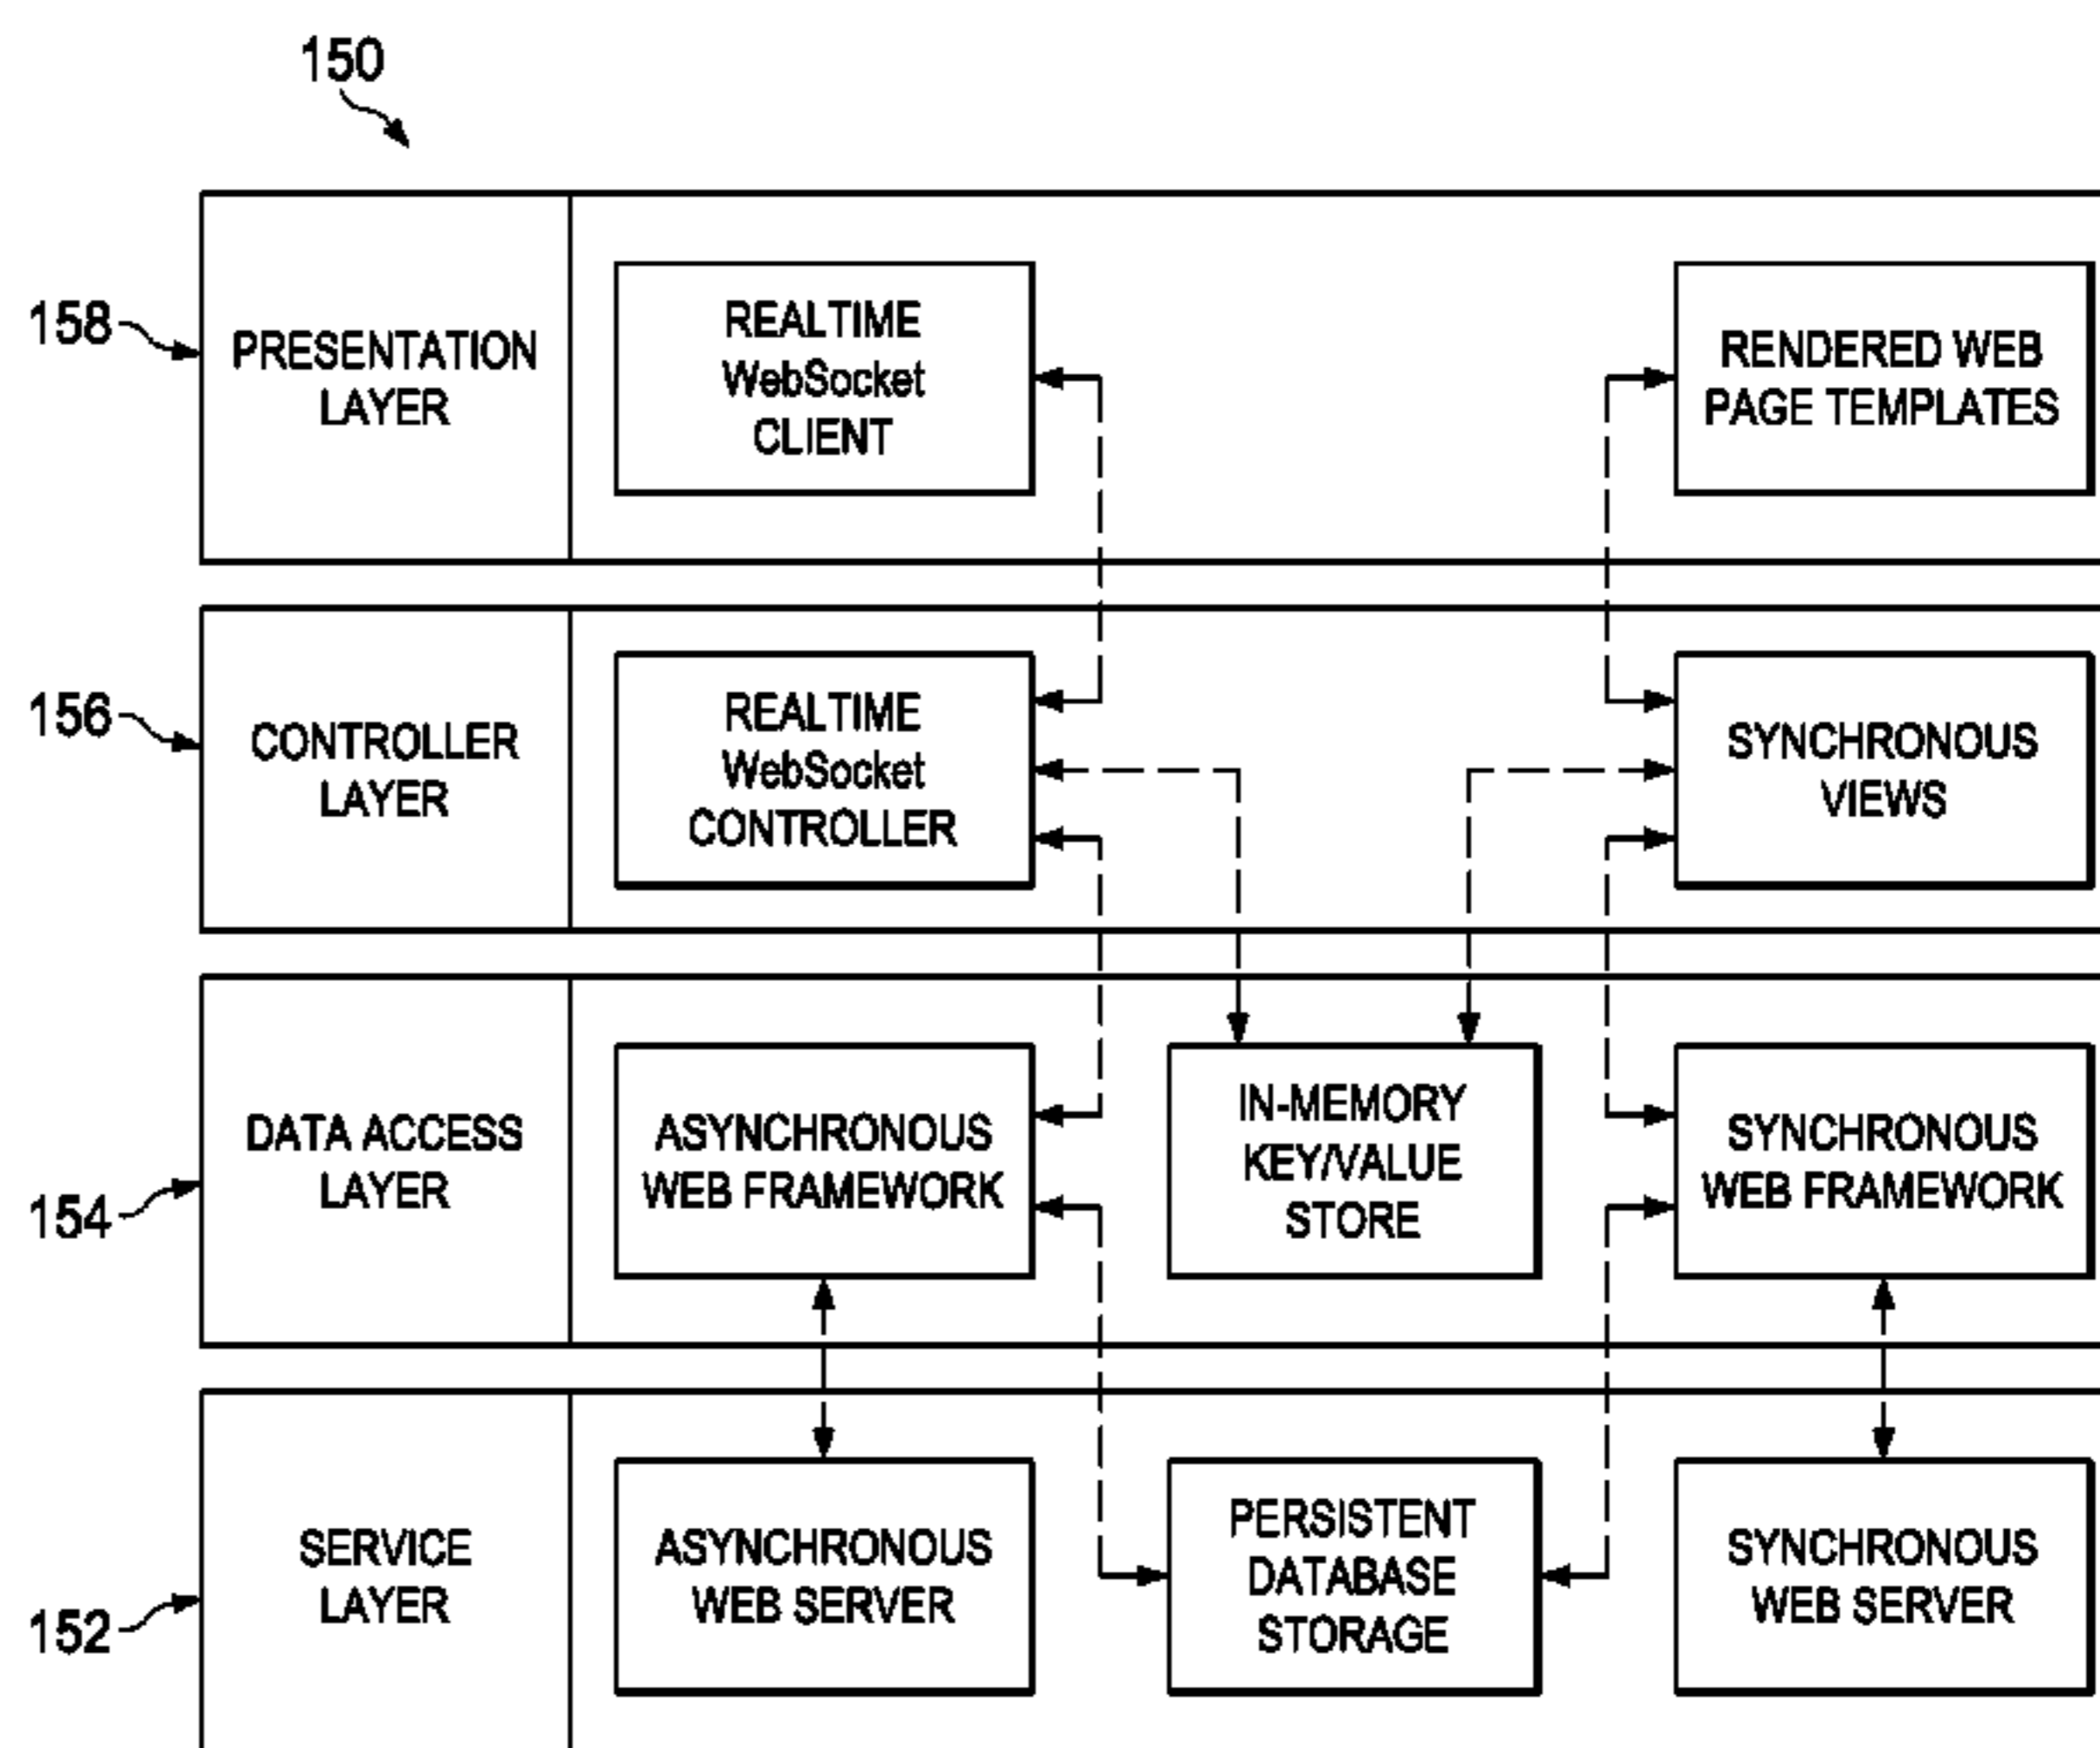 150
158
PRESENTATION
LAYER
REALTIME
WebSocket
CLIENT
RENDERED WEB
PAGE TEMPLATES
156
CONTROLLER
LAYER
REALTIME
WebSocket
CONTROLLER
SYNCHRONOUS
VIEWS
154
DATA ACCESS
LAYER
ASYNCHRONOUS
WEB FRAMEWORK
IN-MEMORY
KEY/VALUE
STORE
SYNCHRONOUS
WEB FRAMEWORK
152
SERVICE
LAYER
ASYNCHRONOUS
WEB SERVER
PERSISTENT
DATABASE
STORAGE
SYNCHRONOUS
WEB SERVER